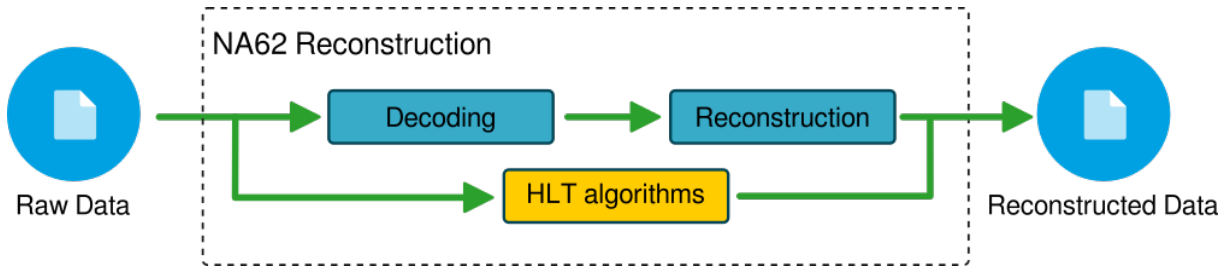 NA62 Reconstruction
Decoding
Reconstruction
HLT algorithms
Raw Data
Reconstructed Data